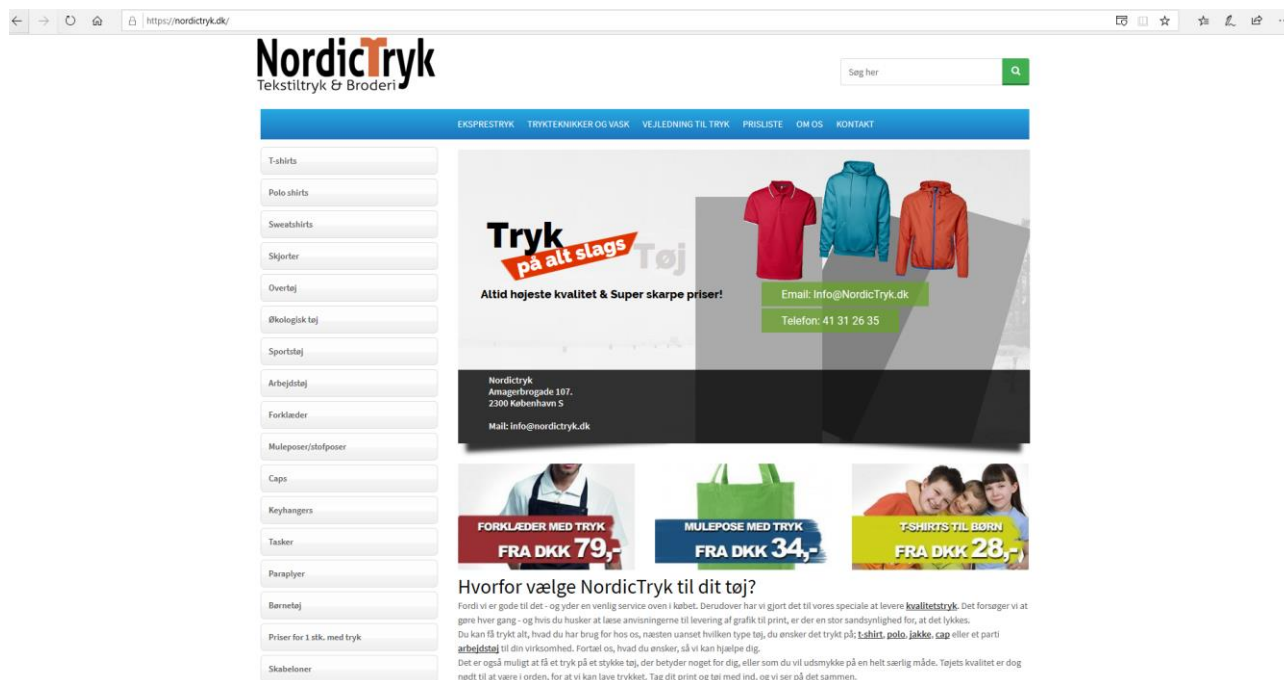 https://nordictryk.dk/
NordicTryk
Tekstiltryk & Broderi
Søg her
EKSPRESTRYK TRYKTEKNIKKER OG VASK VEJLEDNING TIL TRYK PRISLISTE OM OS KONTAKT
T-shirts
Polo shirts
Sweatshirts
Skjorter
Overtøj
Økologisk tøj
Sportstøj
Arbejdstøj
Forklæder
Muleposer/stofposer
Caps
Keyhangers
Tasker
Paraplyer
Børnetøj
Priser for 1 stk. med tryk
Skabeloner
Tryk
på alt slags
Tøj
Altid højeste kvalitet & Super skarpe priser!
Email: Info@NordicTryk.dk
Telefon: 41 31 26 35
Nordictryk
Amagerbrogade 107.
2300 København S
Mail: info@nordictryk.dk
FORKLÆDER MED TRYK
FRA DKK 79,-
MULEPOSE MED TRYK
FRA DKK 34,-
T-SHIRTS TIL BØRN
FRA DKK 28,-
Hvorfor vælge NordicTryk til dit tøj?
Fordi vi er gode til det - og yder en venlig service oven i købet. Derudover har vi gjort det til vores speciale at levere kvalitetstryk. Det forsøger vi at
gøre hver gang - og hvis du husker at læse anvisningerne til levering af grafik til print, er der en stor sandsynlighed for, at det lykkes.
Du kan få trykt alt, hvad du har brug for hos os, næsten uanset hvilken type tøj, du ønsker det trykt på; t-shirt, polo, jakke, cap eller et parti
arbejdstøj til din virksomhed. Fortæl os, hvad du ønsker, så vi kan hjælpe dig.
Det er også muligt at få et tryk på et stykke tøj, der betyder noget for dig, eller som du vil udsmykke på en helt særlig måde. Tøjets kvalitet er dog
nødt til at være i orden, for at vi kan lave trykket. Tag dit print og tøj med ind, og vi ser på det sammen.